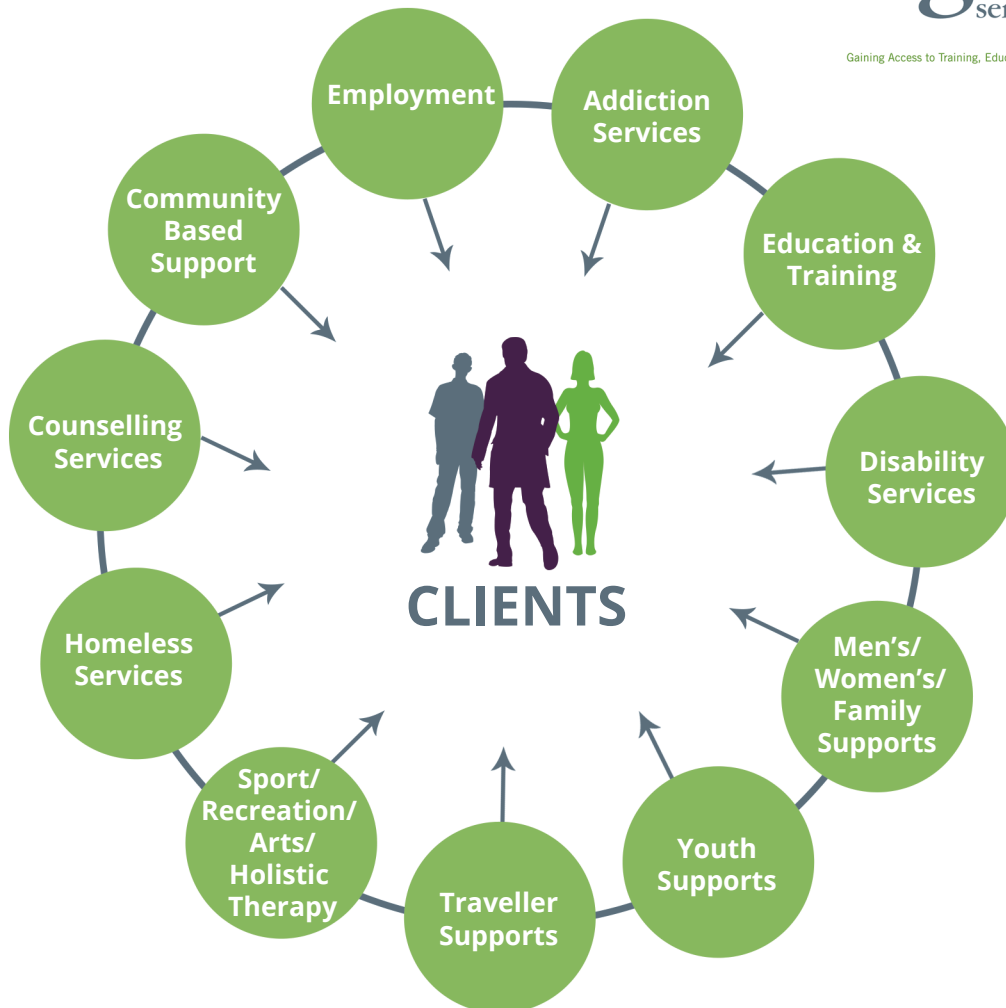 Gaining Access to Training,
Employment
Addiction
Services
Community
Based
Support
Education &
Training
Counselling
Services
Disability
Services
CLIENTS
Homeless
Services
Men’s/
Women’s/
Family
Supports
Sport/
Recreation/
Arts/
Holistic
Therapy
Youth
Supports
Traveller
Supports